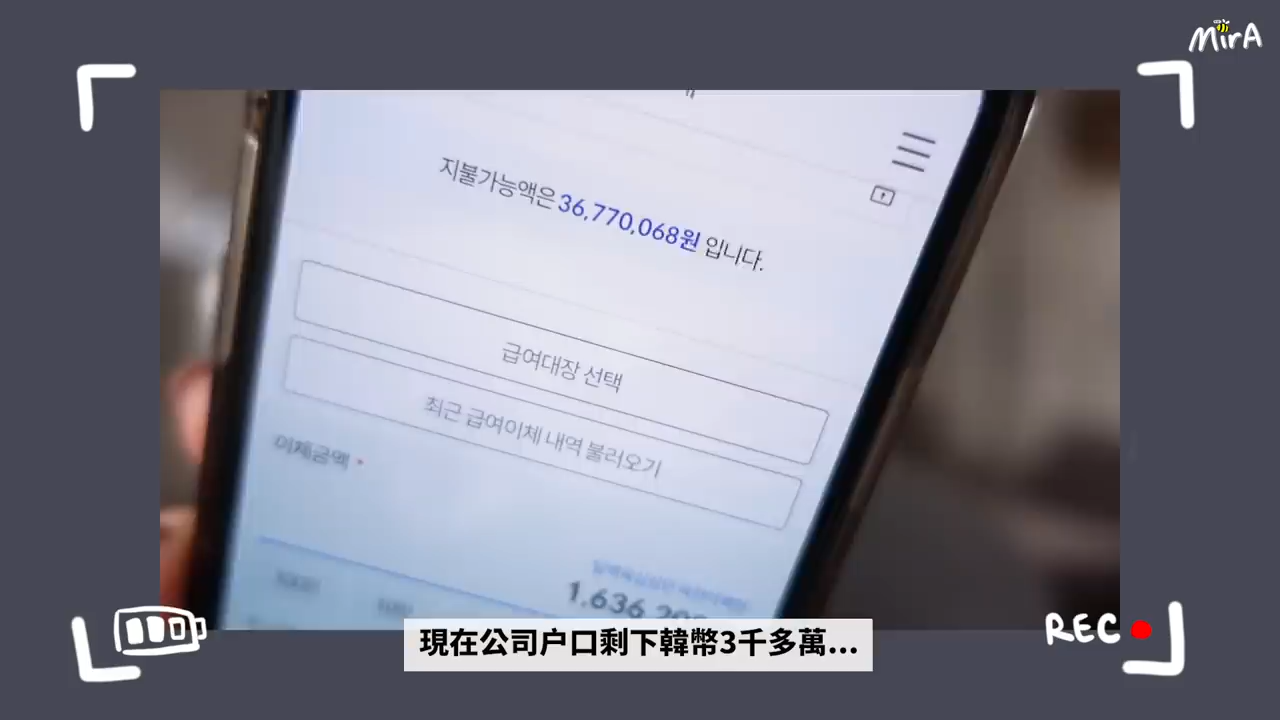 MirA
지불가능액은 36,770,068원 입니다.
급여대장 선택
최근 급여이체 내역 불러오기
이체금액
現在公司户口剩下韓幣3千多萬...
REC